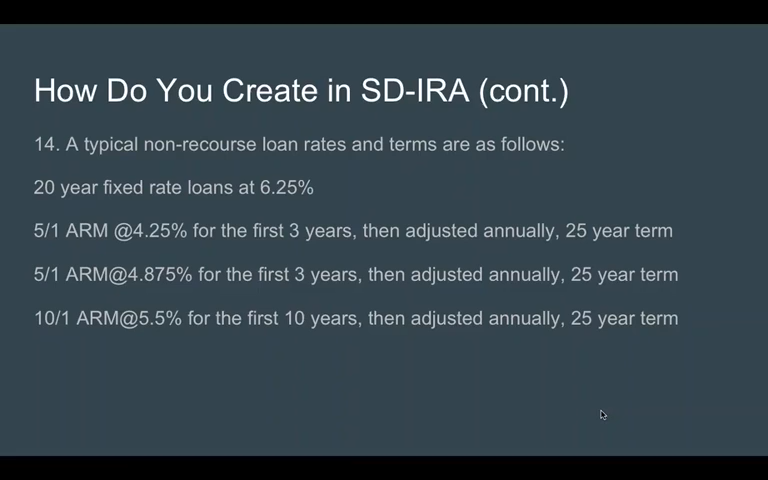 How Do You Create in SD-IRA (cont.)
14. A typical non-recourse loan rates and terms are as follows:
20 year fixed rate loans at 6.25%
5/1 ARM @4.25% for the first 3 years, then adjusted annually, 25 year term
5/1 ARM@4.875% for the first 3 years, then adjusted annually, 25 year term
10/1 ARM@5.5% for the first 10 years, then adjusted annually, 25 year term